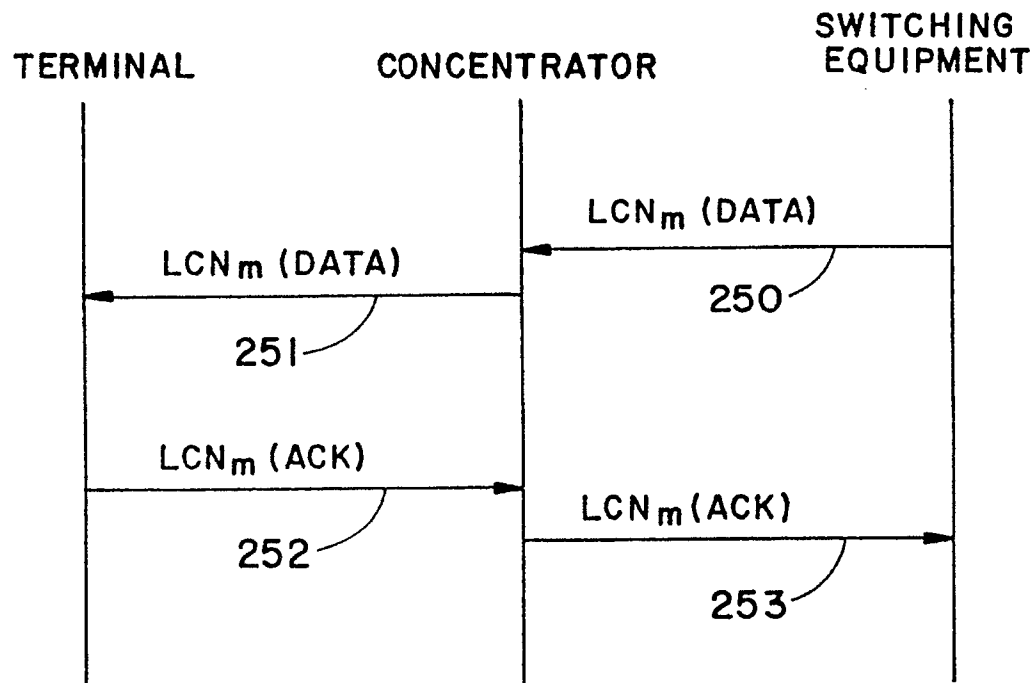 TERMINAL
CONCENTRATOR
SWITCHING
EQUIPMENT
LCNm (DATA)
250
LCNm (DATA)
251
LCNm (ACK)
252
LCNm (ACK)
253